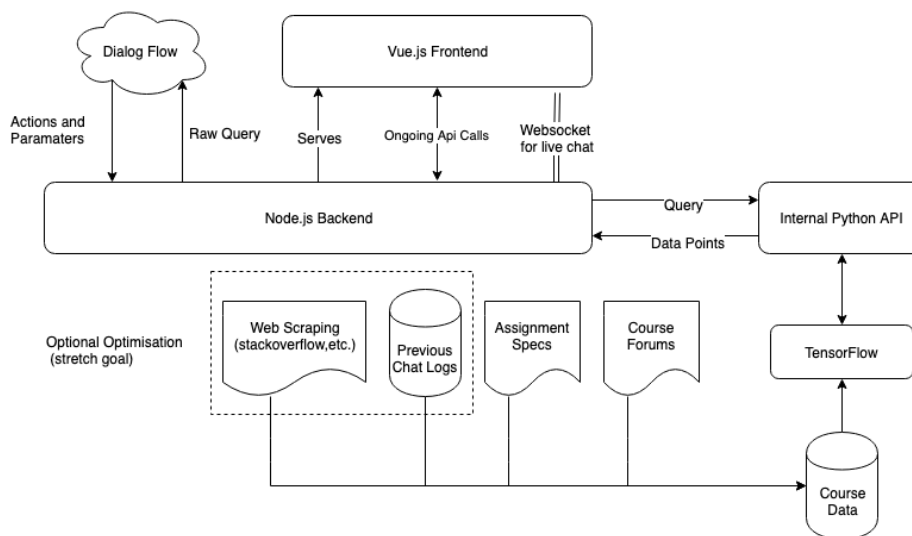 Dialog Flow
Vue.js Frontend
Actions and
Paramaters
Raw Query
Serves
Ongoing Api Calls
Websocket
for live chat
Node.js Backend
Query
Data Points
Internal Python API
Optional Optimisation
(stretch goal)
Web Scraping
(stackoverflow,etc.)
Previous
Chat Logs
Assignment
Specs
Course
Forums
TensorFlow
Course
Data